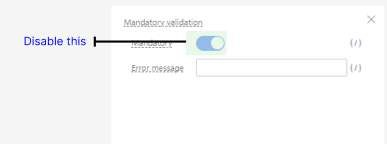 Mandatory validation
Disable this
Mandatory
(/)
Error message
(/)